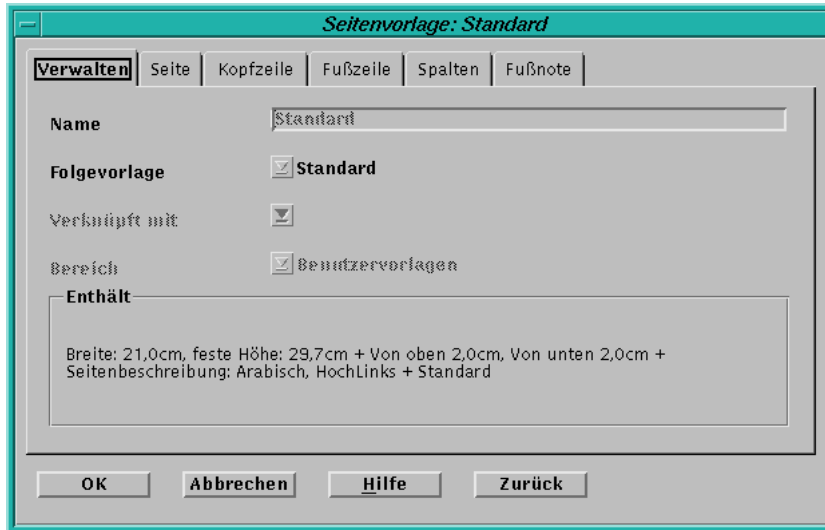 Seitenvorlage: Standard
Verwalten Seite Kopfzeile Fußzeile Spalten Fußnote
Name Standard
Folgevorlage Standard
Verknüpft mit
Bereich Benutzervorlagen
Enthält
Breite: 21,0cm, feste Höhe: 29,7cm + Von oben 2,0cm, Von unten 2,0cm +
Seitenbeschreibung: Arabisch, HochLinks + Standard
OK Abbrechen Hilfe Zurück